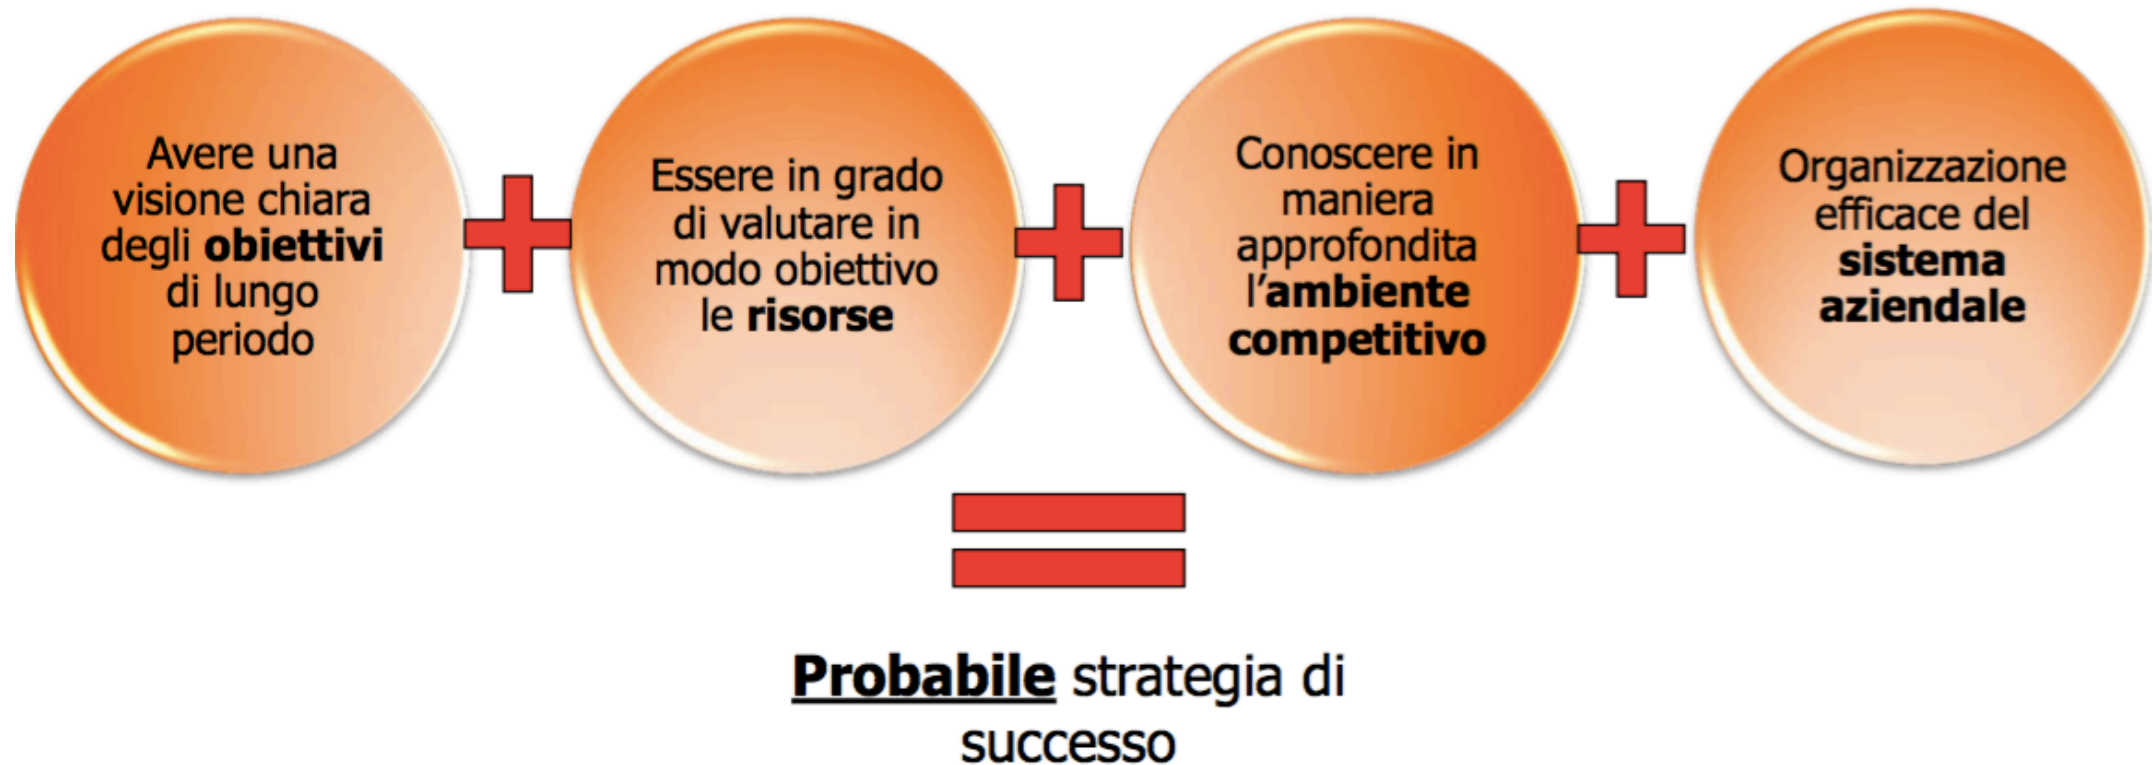 Avere una
visione chiara
degli obiettivi
di lungo
periodo
Essere in grado
di valutare in
modo obiettivo
le risorse
Conoscere in
maniera
approfondita
l’ambiente
competitivo
Organizzazione
efficace del
sistema
aziendale
Probabile strategia di
successo